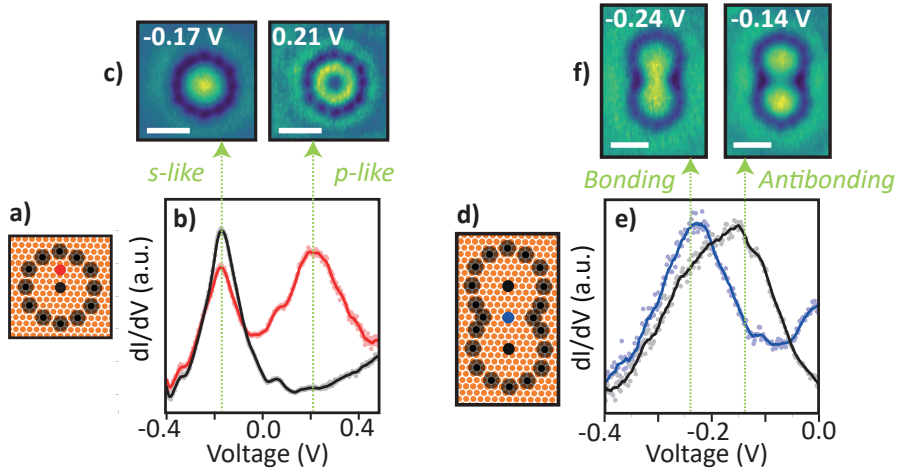 c)
-0.17 V
0.21 V
s-like
p-like
a)
b)
dI/dV (a.u.)
-0.4
0.0
0.4
Voltage (V)
f)
-0.24 V
-0.14 V
Bonding
Antibonding
d)
e)
dI/dV (a.u.)
-0.4
-0.2
0.0
Voltage (V)